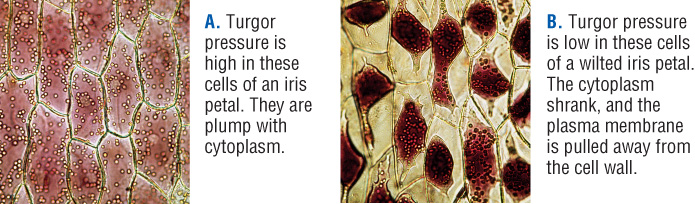 A. Turgor
pressure is
high in these
cells of an iris
petal. They are
plump with
cytoplasm.
B. Turgor pressure
is low in these cells
of a wilted iris petal.
The cytoplasm
shrank, and the
plasma membrane
is pulled away from
the cell wall.